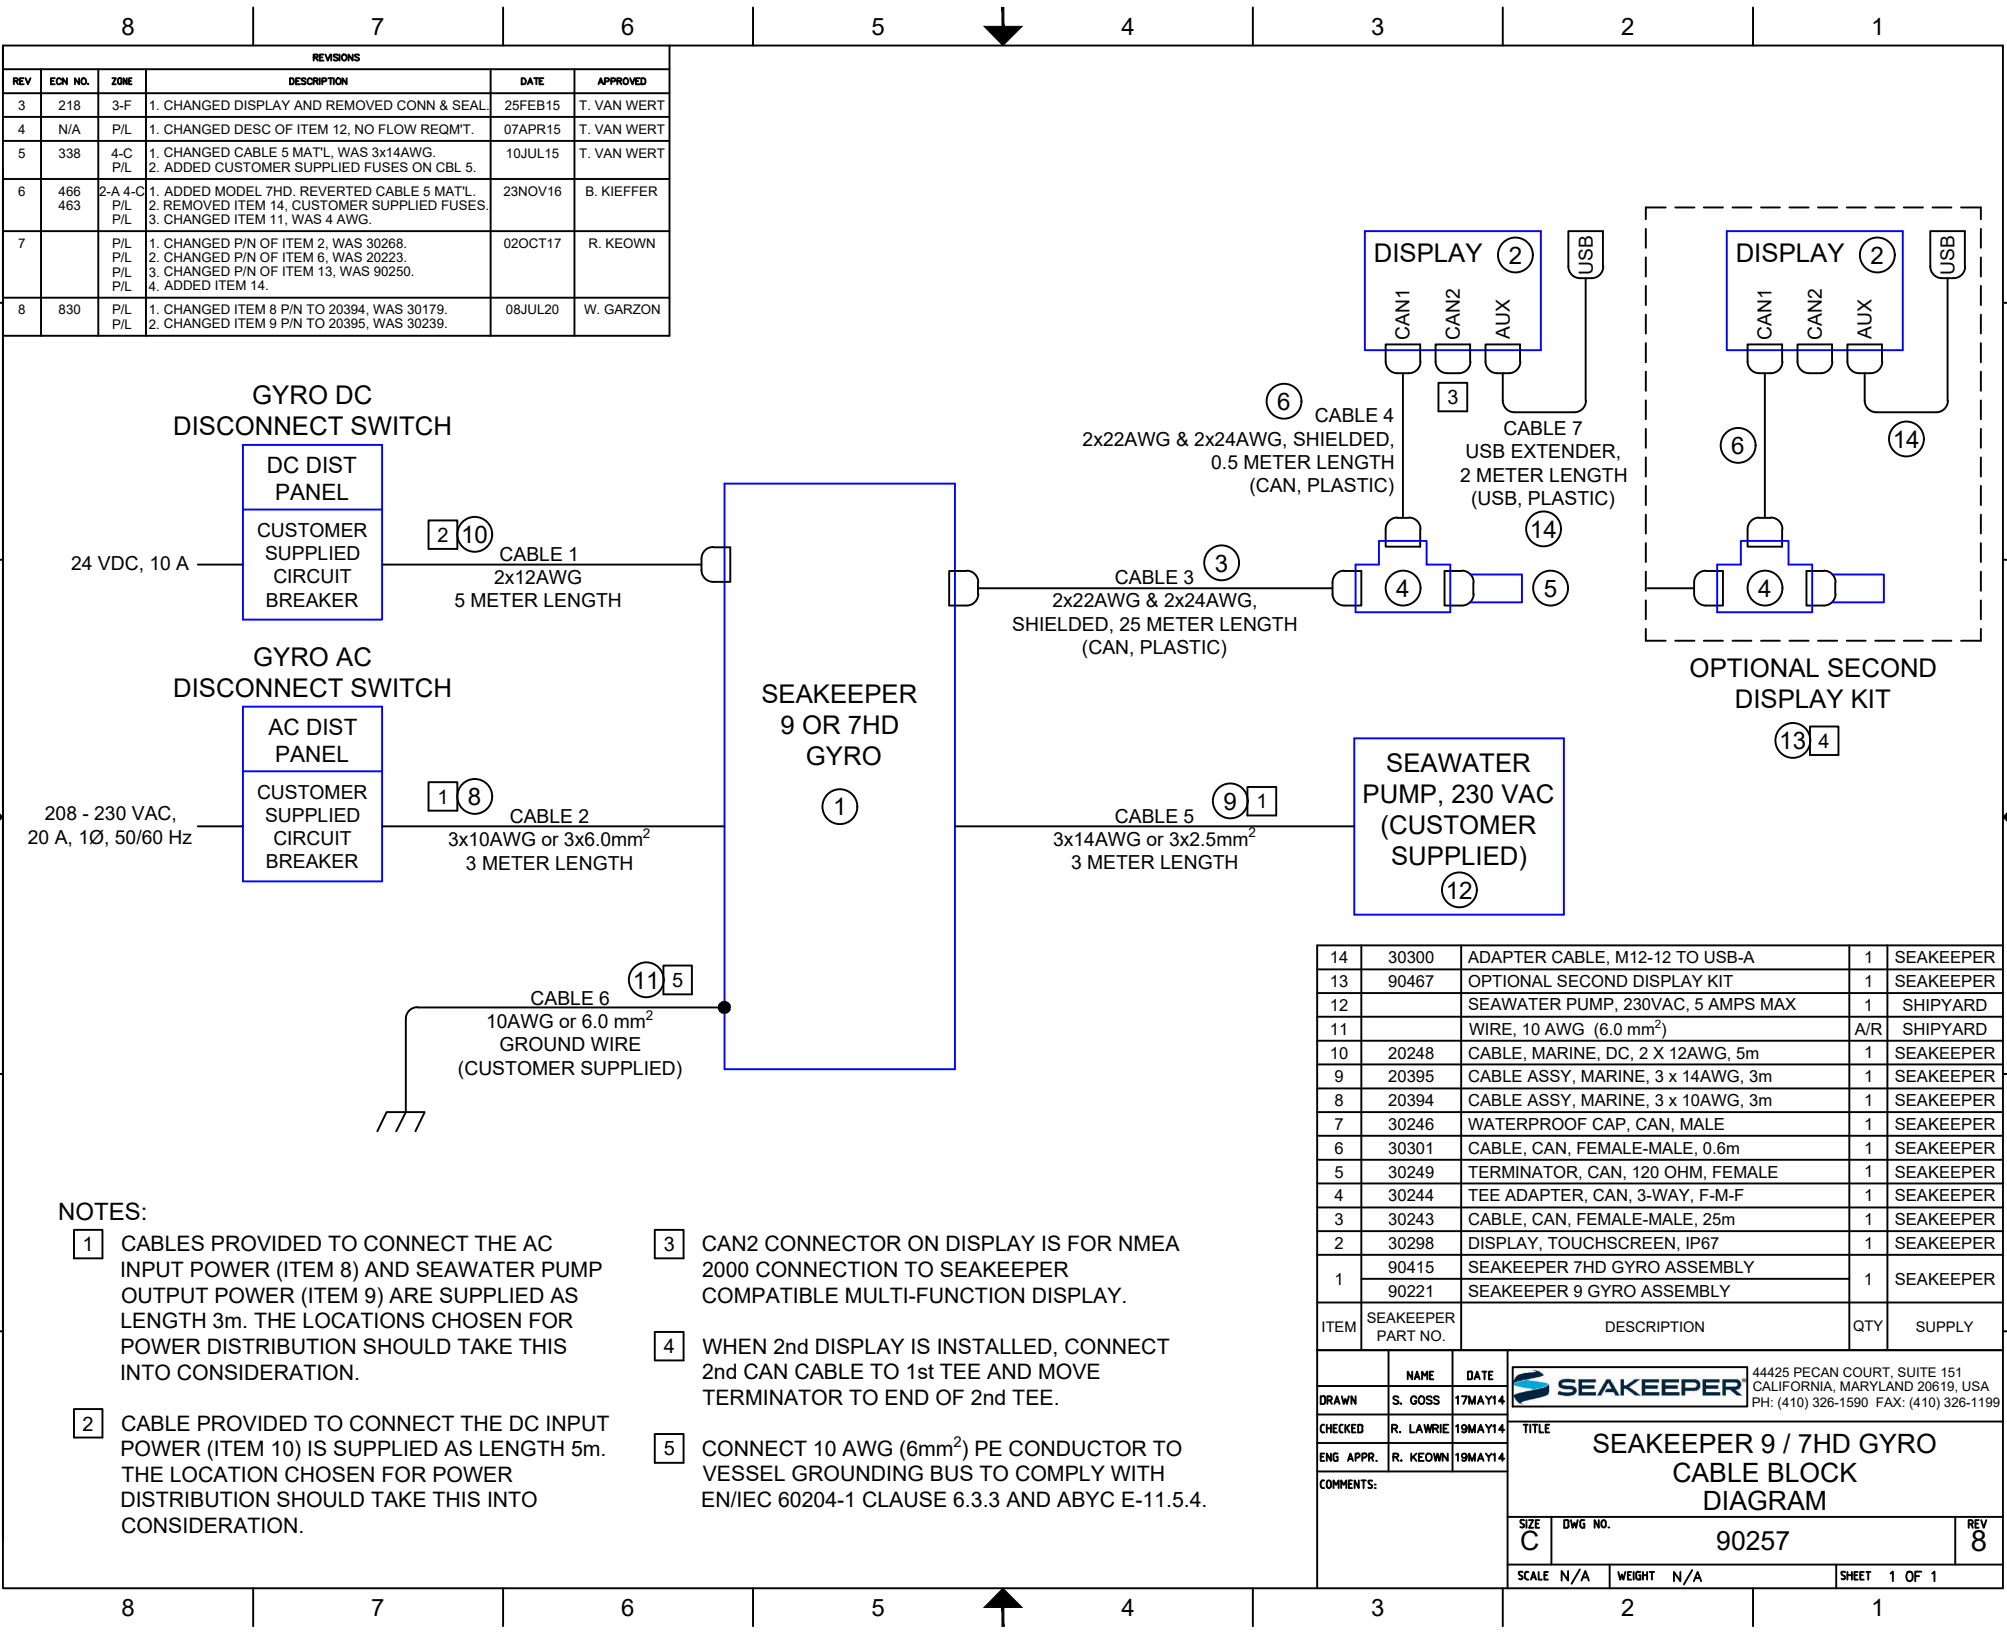 8 7 6 5 4 3 2 1
REVISIONS
REV ECN NO. ZONE DESCRIPTION DATE APPROVED
3 218 3-F 1. CHANGED DISPLAY AND REMOVED CONN & SEAL. 25FEB15 T. VAN WERT
4 N/A P/L 1. CHANGED DESC OF ITEM 12, NO FLOW REQM'T. 07APR15 T. VAN WERT
5 338 4-C 1. CHANGED CABLE 5 MAT'L, WAS 3x14AWG. 10JUL15 T. VAN WERT
P/L 2. ADDED CUSTOMER SUPPLIED FUSES ON CBL 5.
6 466 2-A 4-C 1. ADDED MODEL 7HD. REVERTED CABLE 5 MAT'L. 23NOV16 B. KIEFFER
463 P/L 2. REMOVED ITEM 14, CUSTOMER SUPPLIED FUSES.
P/L 3. CHANGED ITEM 11, WAS 4 AWG.
7 P/L 1. CHANGED P/N OF ITEM 2, WAS 30268. 02OCT17 R. KEOWN
P/L 2. CHANGED P/N OF ITEM 6, WAS 20223.
P/L 3. CHANGED P/N OF ITEM 13, WAS 90250.
P/L 4. ADDED ITEM 14.
8 830 P/L 1. CHANGED ITEM 8 P/N TO 20394, WAS 30179. 08JUL20 W. GARZON
P/L 2. CHANGED ITEM 9 P/N TO 20395, WAS 30239.
GYRO DC
DISCONNECT SWITCH
DC DIST
PANEL
CUSTOMER
SUPPLIED
CIRCUIT
BREAKER
24 VDC, 10 A
2 10
CABLE 1
2x12AWG
5 METER LENGTH
GYRO AC
DISCONNECT SWITCH
AC DIST
PANEL
CUSTOMER
SUPPLIED
CIRCUIT
BREAKER
208 - 230 VAC,
20 A, 1Ø, 50/60 Hz
1 8
CABLE 2
3x10AWG or 3x6.0mm²
3 METER LENGTH
11 5
CABLE 6
10AWG or 6.0 mm²
GROUND WIRE
(CUSTOMER SUPPLIED)
SEAKEEPER
9 OR 7HD
GYRO
1
DISPLAY 2
CAN1
CAN2
AUX
USB
3
6
CABLE 4
2x22AWG & 2x24AWG, SHIELDED,
0.5 METER LENGTH
(CAN, PLASTIC)
CABLE 7
USB EXTENDER,
2 METER LENGTH
(USB, PLASTIC)
14
3
CABLE 3
2x22AWG & 2x24AWG,
SHIELDED, 25 METER LENGTH
(CAN, PLASTIC)
4
5
DISPLAY 2
CAN1
CAN2
AUX
USB
6
14
4
OPTIONAL SECOND
DISPLAY KIT
13 4
9 1
CABLE 5
3x14AWG or 3x2.5mm²
3 METER LENGTH
SEAWATER
PUMP, 230 VAC
(CUSTOMER
SUPPLIED)
12
14 30300 ADAPTER CABLE, M12-12 TO USB-A 1 SEAKEEPER
13 90467 OPTIONAL SECOND DISPLAY KIT 1 SEAKEEPER
12 SEAWATER PUMP, 230VAC, 5 AMPS MAX 1 SHIPYARD
11 WIRE, 10 AWG (6.0 mm²) A/R SHIPYARD
10 20248 CABLE, MARINE, DC, 2 X 12AWG, 5m 1 SEAKEEPER
9 20395 CABLE ASSY, MARINE, 3 x 14AWG, 3m 1 SEAKEEPER
8 20394 CABLE ASSY, MARINE, 3 x 10AWG, 3m 1 SEAKEEPER
7 30246 WATERPROOF CAP, CAN, MALE 1 SEAKEEPER
6 30301 CABLE, CAN, FEMALE-MALE, 0.6m 1 SEAKEEPER
5 30249 TERMINATOR, CAN, 120 OHM, FEMALE 1 SEAKEEPER
4 30244 TEE ADAPTER, CAN, 3-WAY, F-M-F 1 SEAKEEPER
3 30243 CABLE, CAN, FEMALE-MALE, 25m 1 SEAKEEPER
2 30298 DISPLAY, TOUCHSCREEN, IP67 1 SEAKEEPER
1 90415 SEAKEEPER 7HD GYRO ASSEMBLY 1 SEAKEEPER
90221 SEAKEEPER 9 GYRO ASSEMBLY
ITEM SEAKEEPER PART NO. DESCRIPTION QTY SUPPLY
NOTES:
1 CABLES PROVIDED TO CONNECT THE AC
INPUT POWER (ITEM 8) AND SEAWATER PUMP
OUTPUT POWER (ITEM 9) ARE SUPPLIED AS
LENGTH 3m. THE LOCATIONS CHOSEN FOR
POWER DISTRIBUTION SHOULD TAKE THIS
INTO CONSIDERATION.
2 CABLE PROVIDED TO CONNECT THE DC INPUT
POWER (ITEM 10) IS SUPPLIED AS LENGTH 5m.
THE LOCATION CHOSEN FOR POWER
DISTRIBUTION SHOULD TAKE THIS INTO
CONSIDERATION.
3 CAN2 CONNECTOR ON DISPLAY IS FOR NMEA
2000 CONNECTION TO SEAKEEPER
COMPATIBLE MULTI-FUNCTION DISPLAY.
4 WHEN 2nd DISPLAY IS INSTALLED, CONNECT
2nd CAN CABLE TO 1st TEE AND MOVE
TERMINATOR TO END OF 2nd TEE.
5 CONNECT 10 AWG (6mm²) PE CONDUCTOR TO
VESSEL GROUNDING BUS TO COMPLY WITH
EN/IEC 60204-1 CLAUSE 6.3.3 AND ABYC E-11.5.4.
NAME DATE
DRAWN S. GOSS 17MAY14
CHECKED R. LAWRIE 19MAY14
ENG APPR. R. KEOWN 19MAY14
COMMENTS:
SEAKEEPER
44425 PECAN COURT, SUITE 151
CALIFORNIA, MARYLAND 20619, USA
PH: (410) 326-1590 FAX: (410) 326-1199
TITLE
SEAKEEPER 9 / 7HD GYRO
CABLE BLOCK
DIAGRAM
SIZE C DWG NO. 90257 REV 8
SCALE N/A WEIGHT N/A SHEET 1 OF 1
8 7 6 5 4 3 2 1